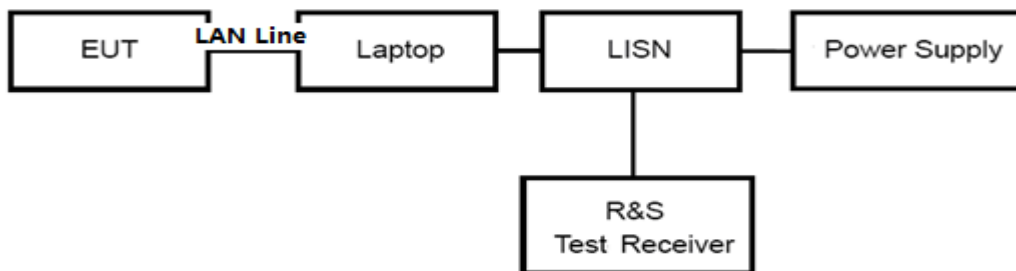 EUT
LAN Line
Laptop
LISN
Power Supply
R&S
Test Receiver